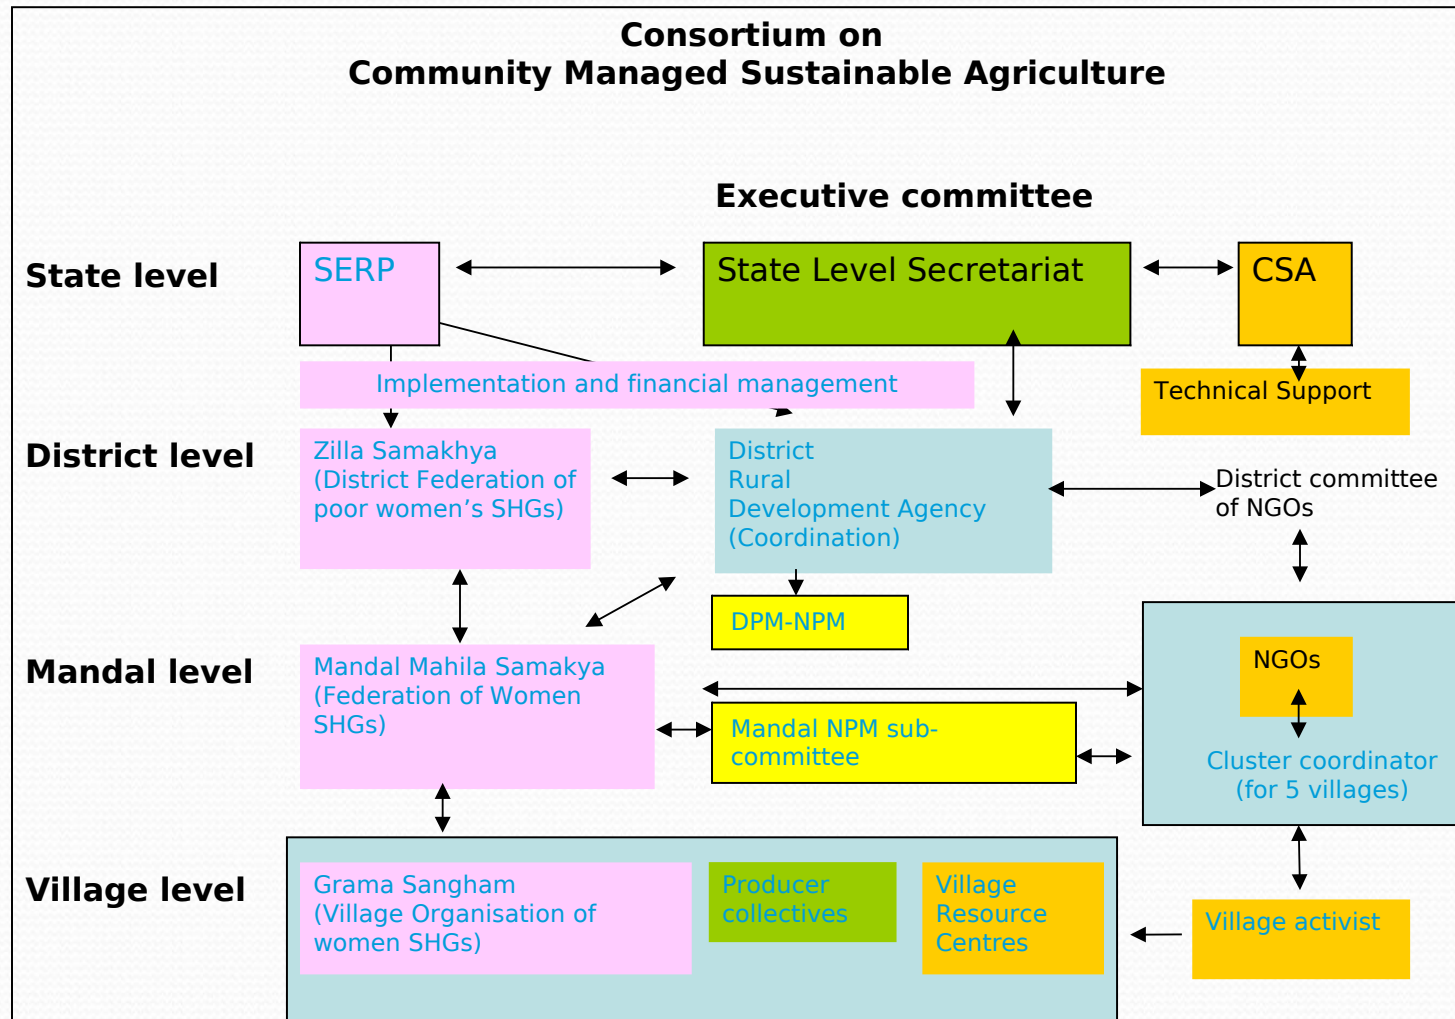 Consortium on
Community Managed Sustainable Agriculture
Executive committee
State level
SERP
State Level Secretariat
CSA
Implementation and financial management
Technical Support
District level
Zilla Samakhya
(District Federation of
poor women’s SHGs)
District
Rural
Development Agency
(Coordination)
District committee
of NGOs
DPM-NPM
Mandal level
Mandal Mahila Samakya
(Federation of Women
SHGs)
Mandal NPM sub-
committee
NGOs
Cluster coordinator
(for 5 villages)
Village level
Grama Sangham
(Village Organisation of
women SHGs)
Producer
collectives
Village
Resource
Centres
Village activist